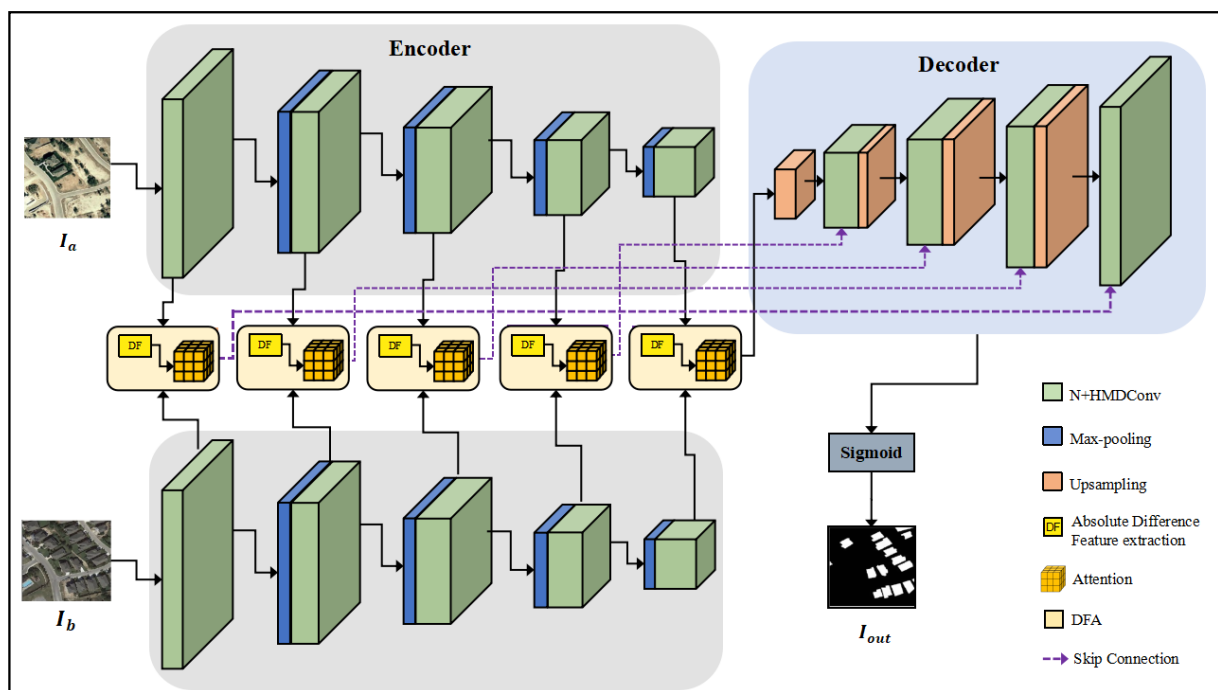 Encoder
Decoder
I_a
DF
DF
DF
DF
DF
I_b
Sigmoid
I_out
N+HMDConv
Max-pooling
Upsampling
DF
Absolute Difference
Feature extraction
Attention
DFA
Skip Connection